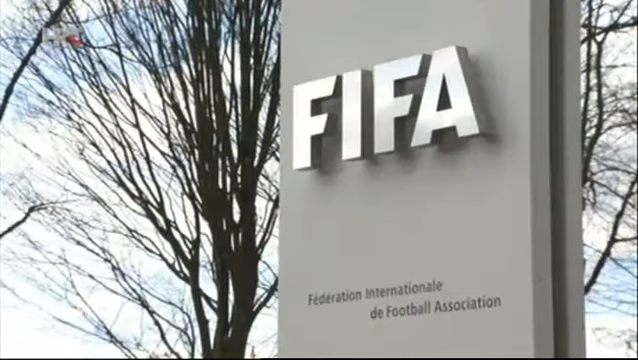 FIFA
Fédération Internationale
de Football Association